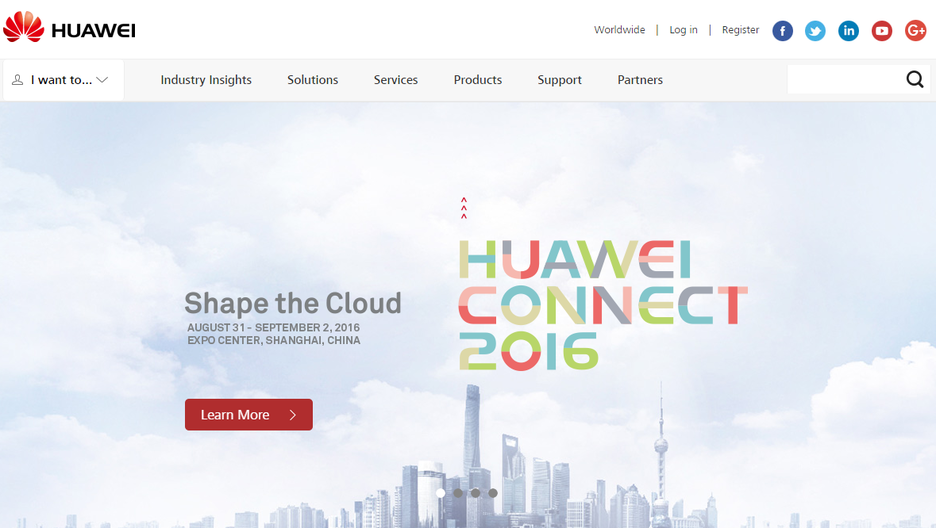 HUAWEI
Worldwide | Log in | Register
I want to...
Industry Insights Solutions Services Products Support Partners
HUAWEI
CONNECT
2016
Shape the Cloud
AUGUST 31 - SEPTEMBER 2, 2016
EXPO CENTER, SHANGHAI, CHINA
Learn More